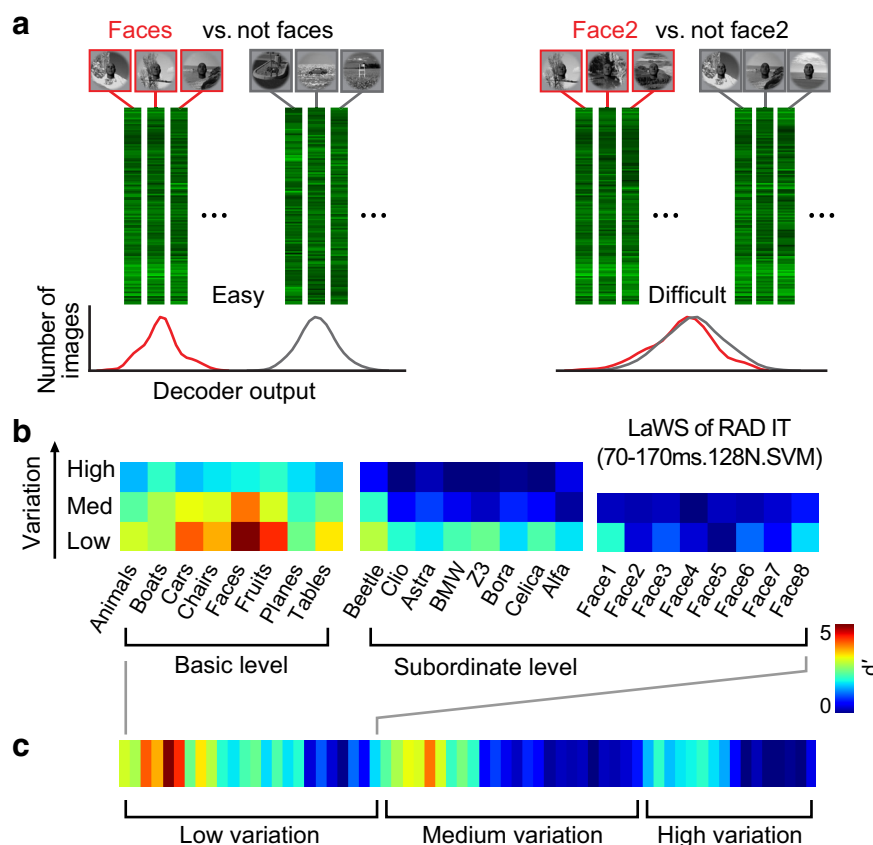 a
Faces vs. not faces
Face2 vs. not face2
...
...
...
...
Easy
Difficult
Number of
images
Decoder output
b
LaWS of RAD IT
(70-170ms.128N.SVM)
Variation
High
Med
Low
Animals
Boats
Cars
Chairs
Faces
Fruits
Planes
Tables
Beetle
Clio
Astra
BMW
Z3
Bora
Celica
Alfa
Face1
Face2
Face3
Face4
Face5
Face6
Face7
Face8
Basic level
Subordinate level
5
0
d'
c
Low variation
Medium variation
High variation